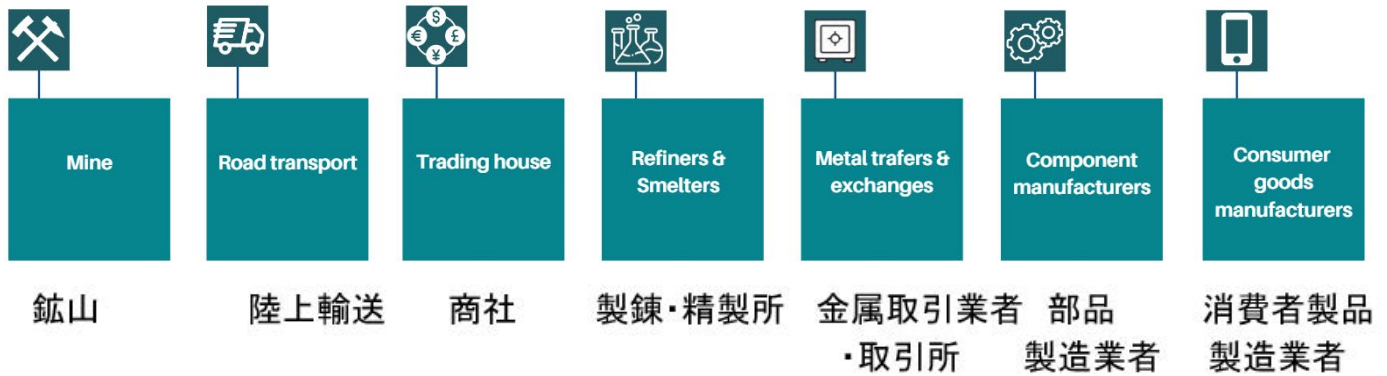 $
€ £
¥
Mine
Road transport
Trading house
Refiners &
Smelters
Metal trafers &
exchanges
Component
manufacturers
Consumer
goods
manufacturers
鉱山
陸上輸送
商社
製錬・精製所
金属取引業者
・取引所
部品
製造業者
消費者製品
製造業者